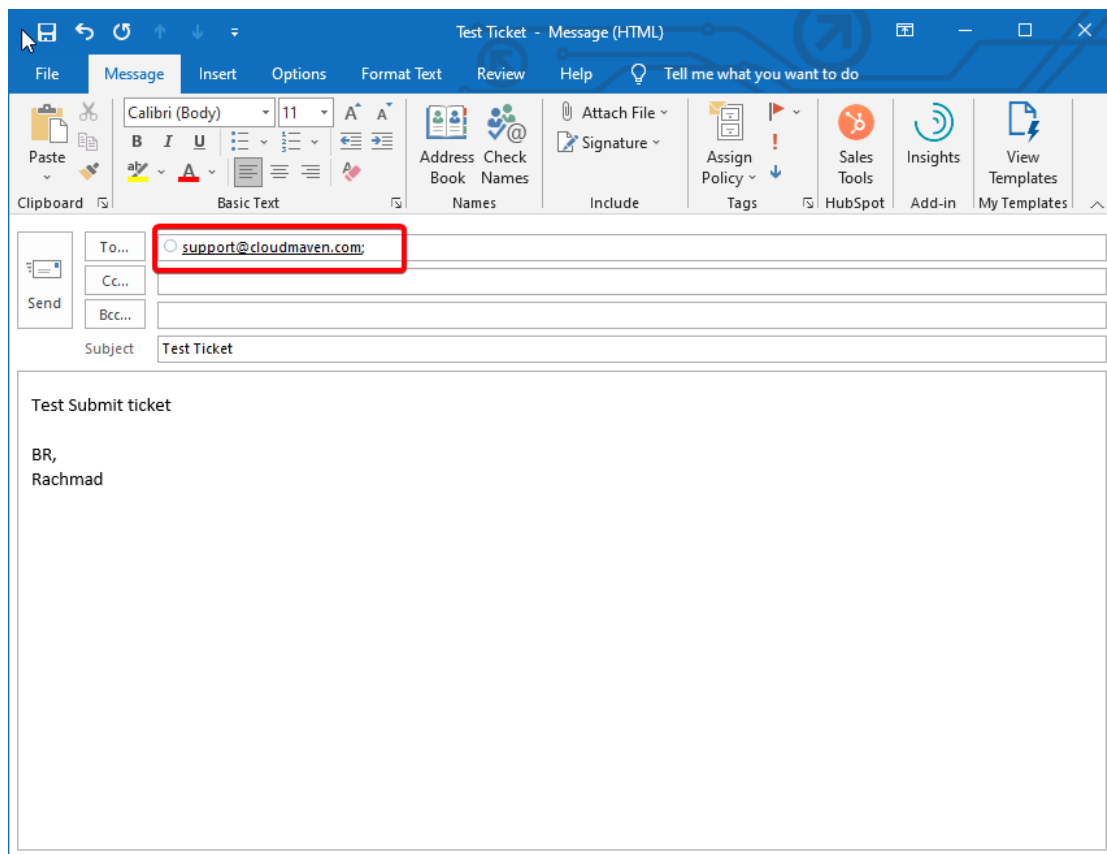 Test Ticket - Message (HTML)
File Message Insert Options Format Text Review Help Tell me what you want to do
Calibri (Body) 11 A A Attach File
B I U Signature
Paste Address Book Check Names Assign Policy Sales Tools Insights View Templates
ab A
Clipboard Basic Text Names Include Tags HubSpot Add-in My Templates
To... support@cloudmaven.com;
Cc...
Send
Bcc...
Subject Test Ticket
Test Submit ticket
BR,
Rachmad